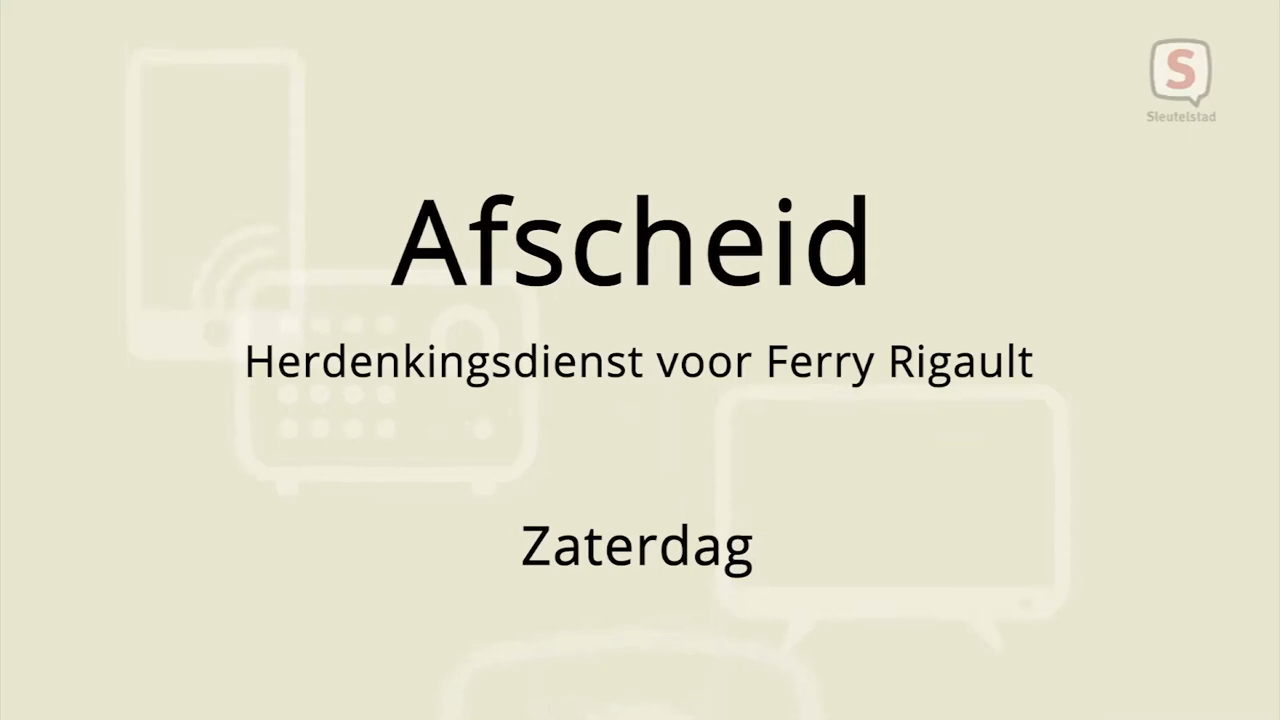 S
Sleutelstad
Afscheid
Herdenkingsdienst voor Ferry Rigault
Zaterdag